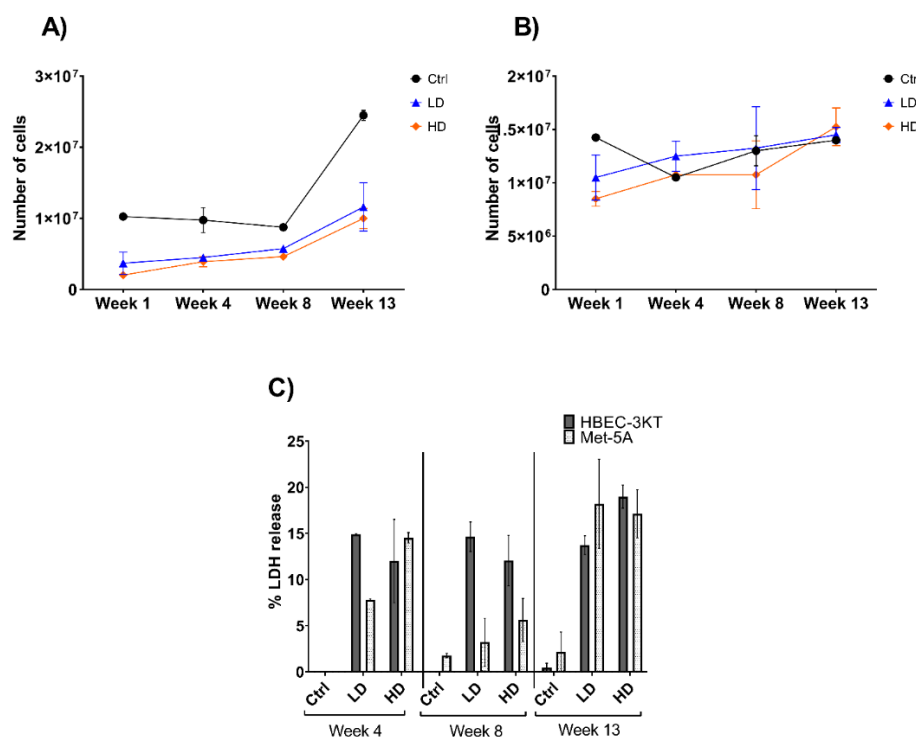 A)
Number of cells
3×10⁷
2×10⁷
1×10⁷
0
Week 1 Week 4 Week 8 Week 13
Ctrl
LD
HD
B)
Number of cells
2×10⁷
1.5×10⁷
1×10⁷
5×10⁶
0
Week 1 Week 4 Week 8 Week 13
Ct
LD
HD
C)
HBEC-3KT
Met-5A
% LDH release
25
20
15
10
5
0
Ctrl LD HD Ctrl LD HD Ctrl LD HD
Week 4 Week 8 Week 13